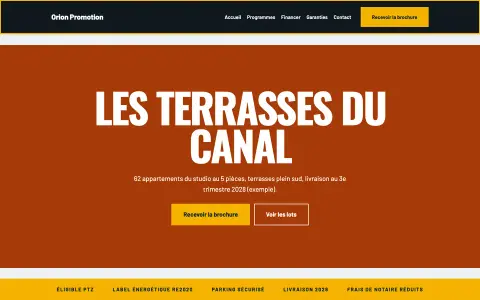 Orion Promotion
Accueil Programmes Financer Garanties Contact Recevoir la brochure
LES TERRASSES DU
CANAL
62 appartements du studio au 5 pièces, terrasses plein sud, livraison au 3e
trimestre 2028 (exemple).
Recevoir la brochure Voir les lots
ÉLIGIBLE PTZ LABEL ÉNERGÉTIQUE RE2020 PARKING SÉCURISÉ LIVRAISON 2028 FRAIS DE NOTAIRE RÉDUITS